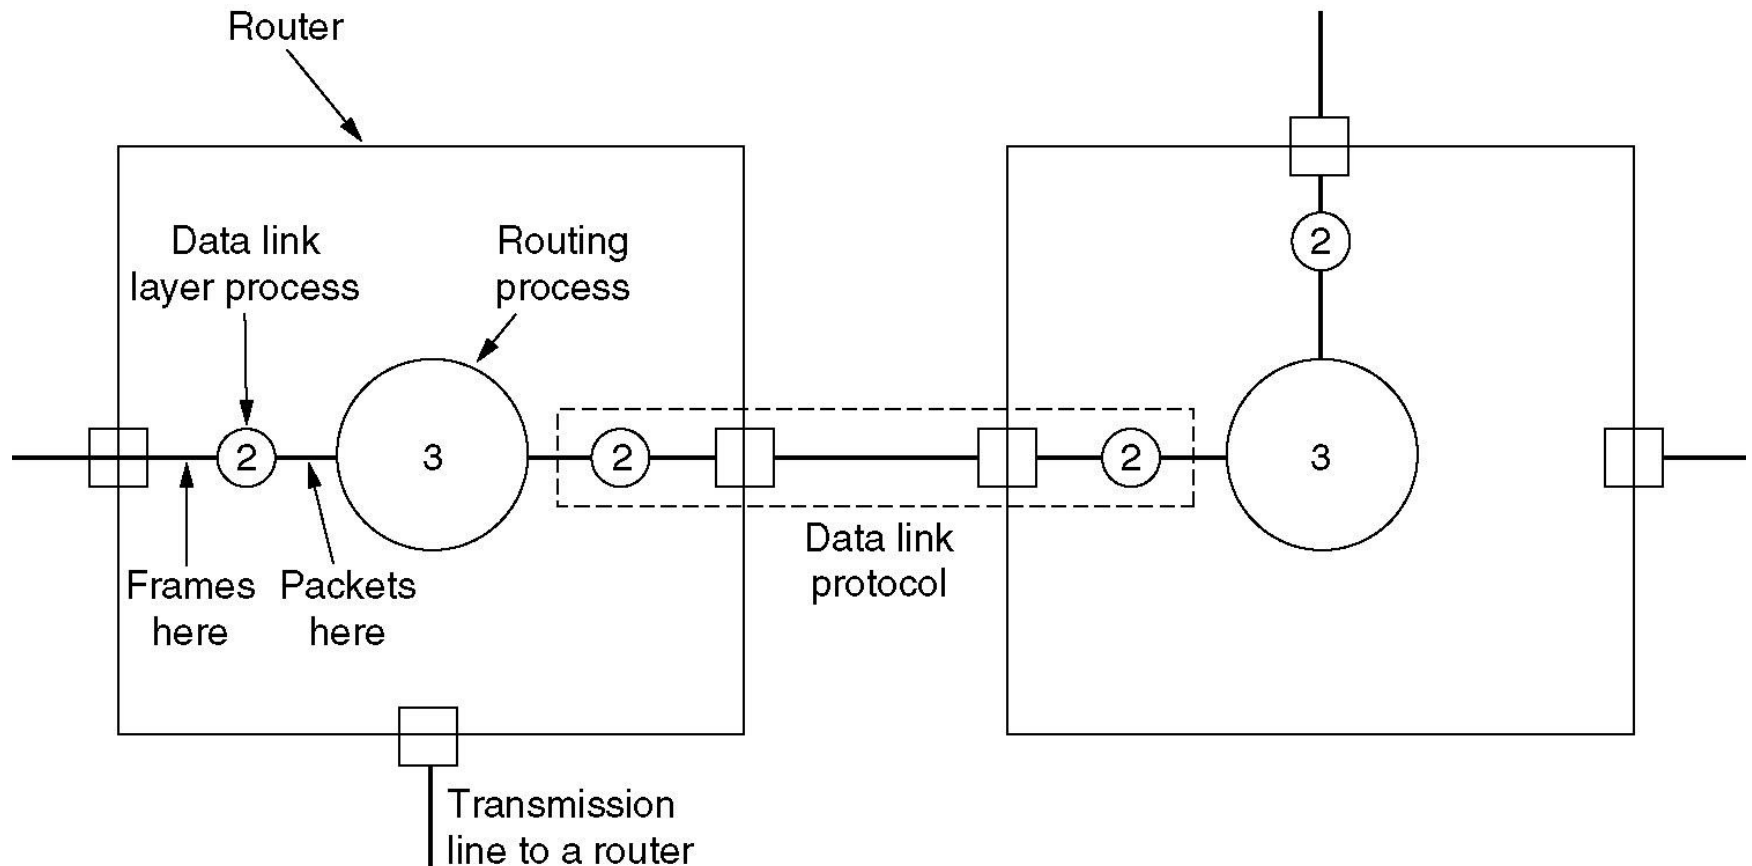 Router
Data link
layer process
Routing
process
2
3
2
2
3
2
Frames
here
Packets
here
Data link
protocol
Transmission
line to a router